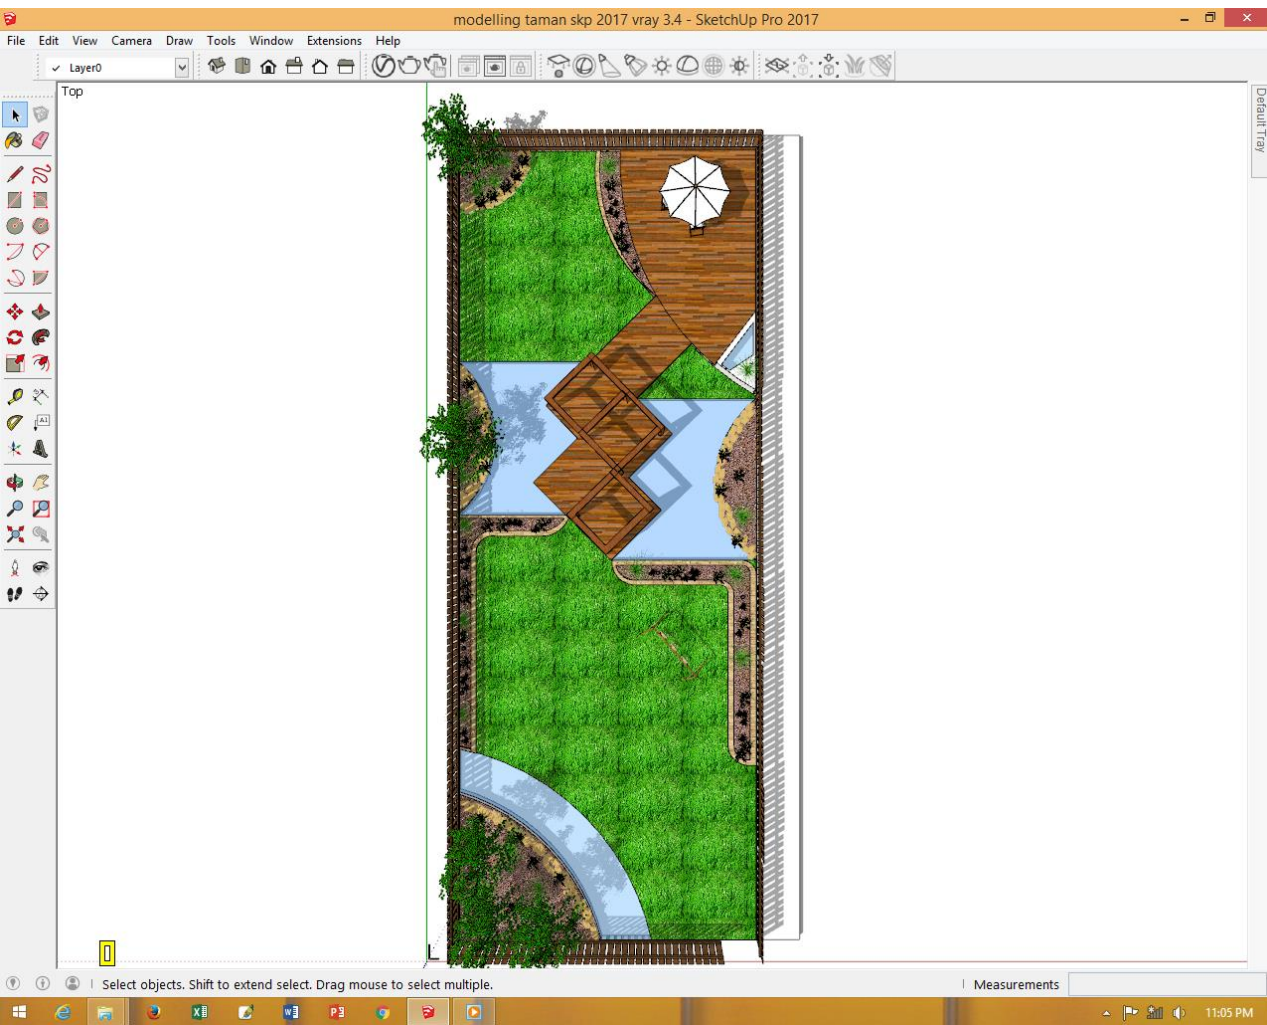 modelling taman skp 2017 vray 3.4 - SketchUp Pro 2017
File Edit View Camera Draw Tools Window Extensions Help
Layer0
Top
Default Tray
A1
Select objects. Shift to extend select. Drag mouse to select multiple.
Measurements
11:05 PM